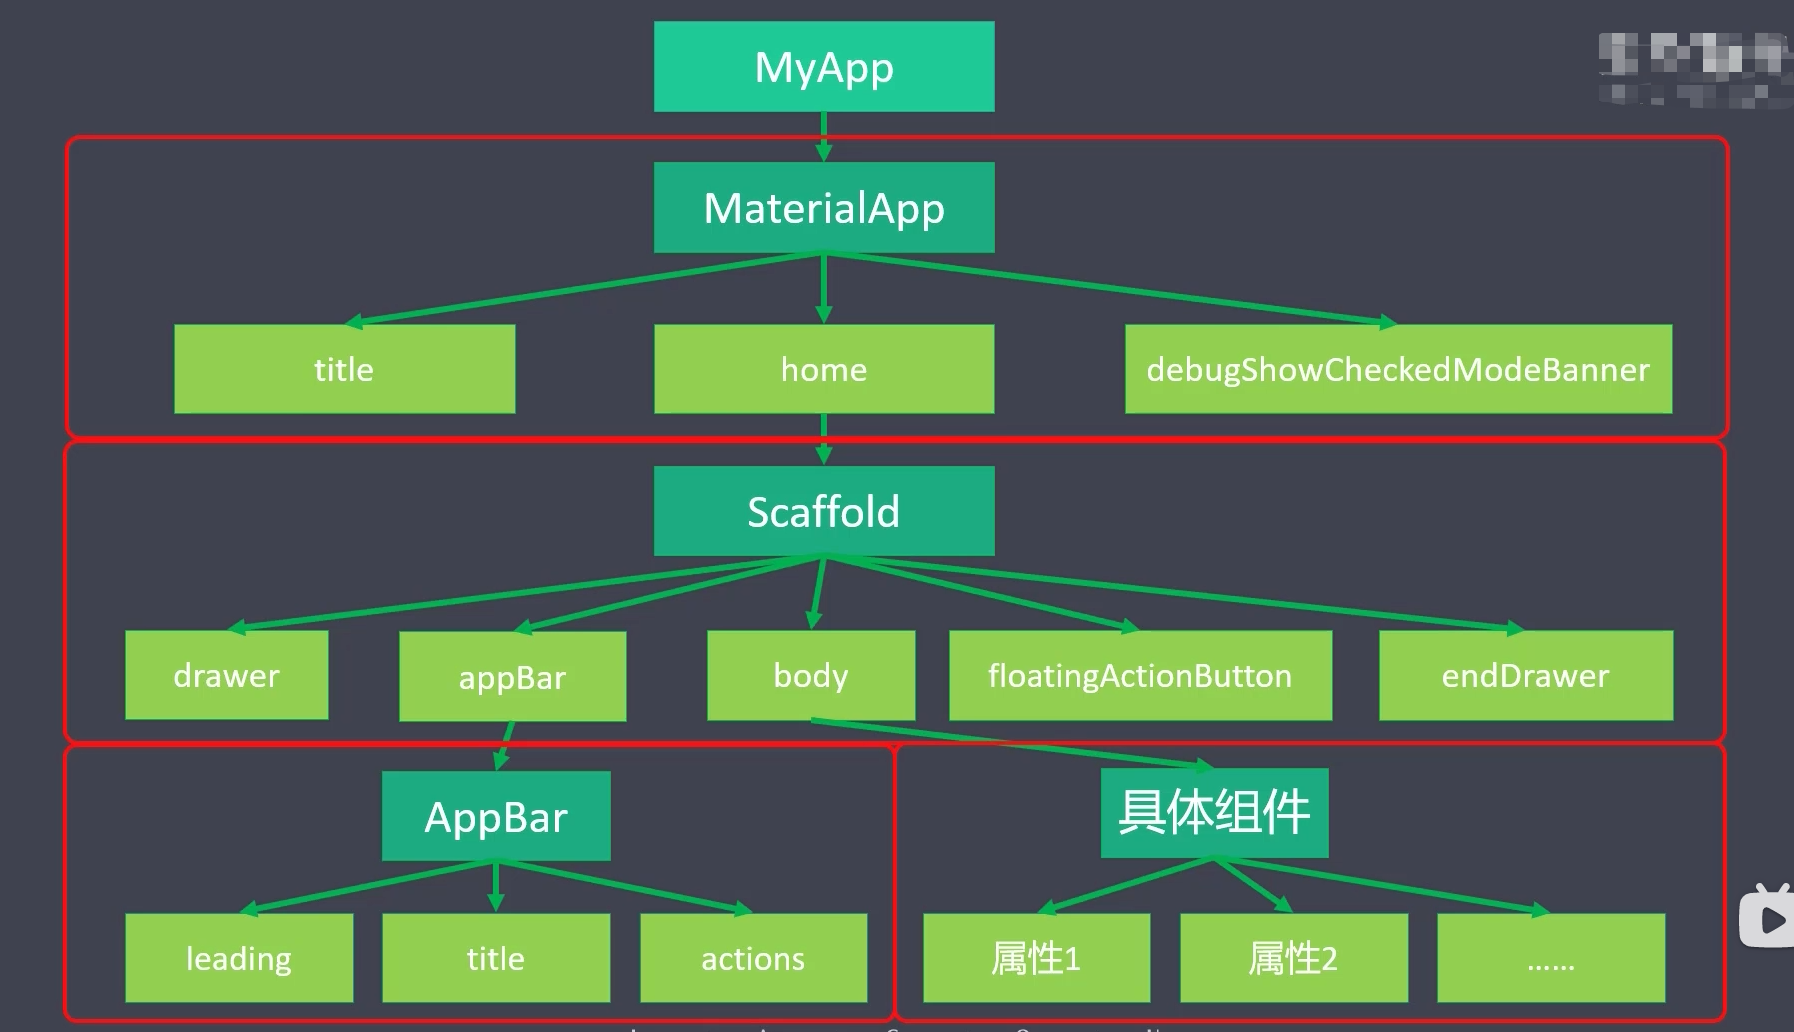 MyApp
MaterialApp
title
home
debugShowCheckedModeBanner
Scaffold
drawer
appBar
body
floatingActionButton
endDrawer
AppBar
具体组件
leading
title
actions
属性1
属性2
......